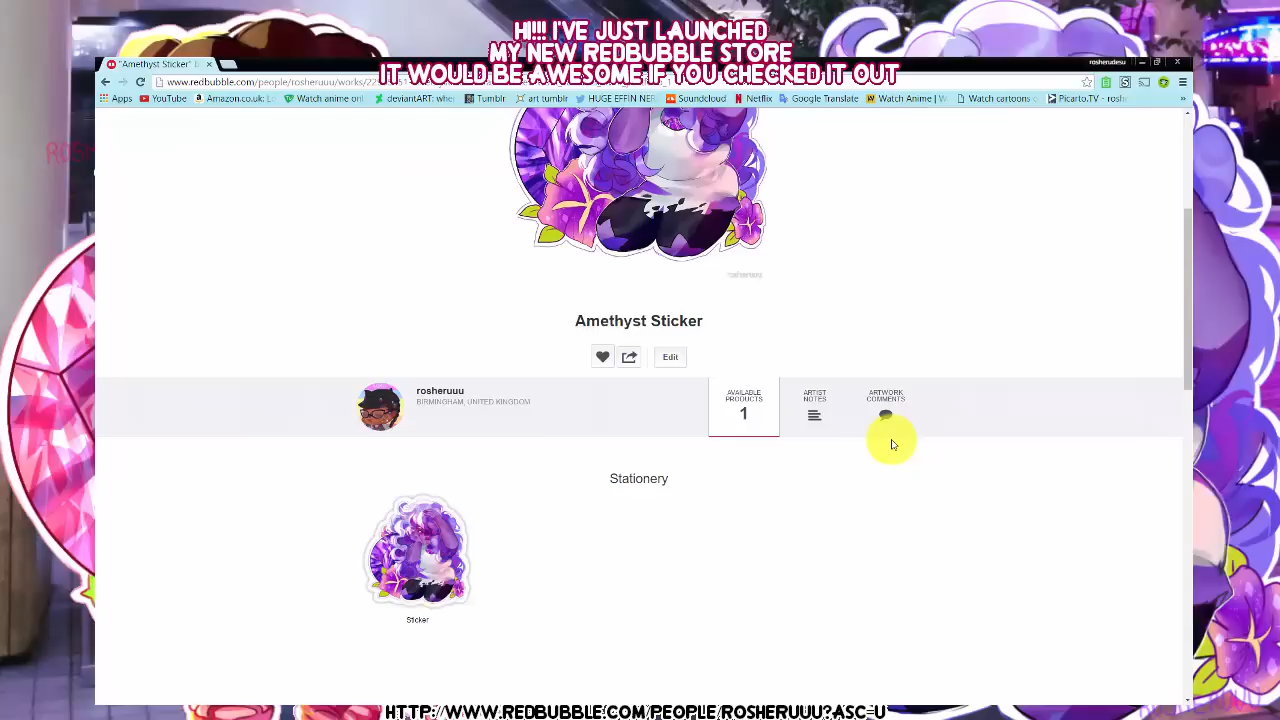 HI!!! I'VE JUST LAUNCHED
MY NEW REDBUBBLE STORE
IT WOULD BE AWESOME IF YOU CHECKED IT OUT
"Amethyst Sticker"
rosherudesu
www.redbubble.com/people/rosheruuu/works/
Apps YouTube Amazon.co.uk: L Watch anime onl deviantART: whe Tumblr art tumblr HUGE EFFIN NER Soundcloud Netflix Google Translate Watch Anime | W Watch cartoons Picarto.TV - rosh »
rosheruuu
Amethyst Sticker
Edit
rosheruuu
BIRMINGHAM, UNITED KINGDOM
AVAILABLE
PRODUCTS
1
ARTIST
NOTES
ARTWORK
COMMENTS
Stationery
Sticker
HTTP://WWW.REDBUBBLE.COM/PEOPLE/ROSHERUUU?ASC=U